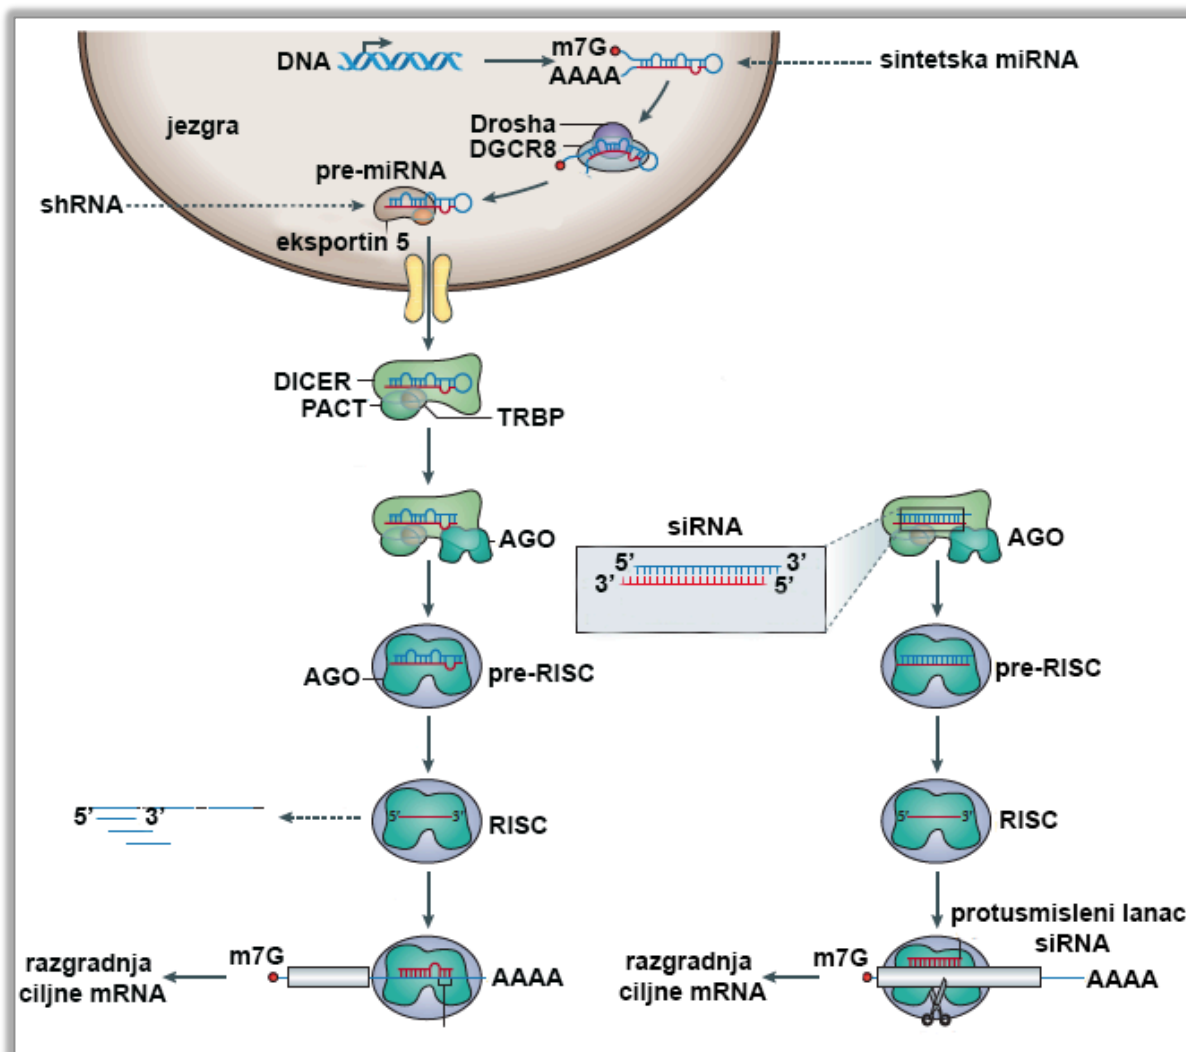 DNA
m7G
AAAA
sintetska miRNA
jezgra
Drosha
DGCR8
pre-miRNA
shRNA
eksportin 5
DICER
PACT
TRBP
AGO
siRNA
5’ 3’
3’ 5’
AGO
AGO
pre-RISC
pre-RISC
5’ 3’
5’ 3’
RISC
5’ 3’
RISC
protusmisleni lanac
siRNA
m7G
razgradnja
ciljne mRNA
AAAA
m7G
razgradnja
ciljne mRNA
AAAA